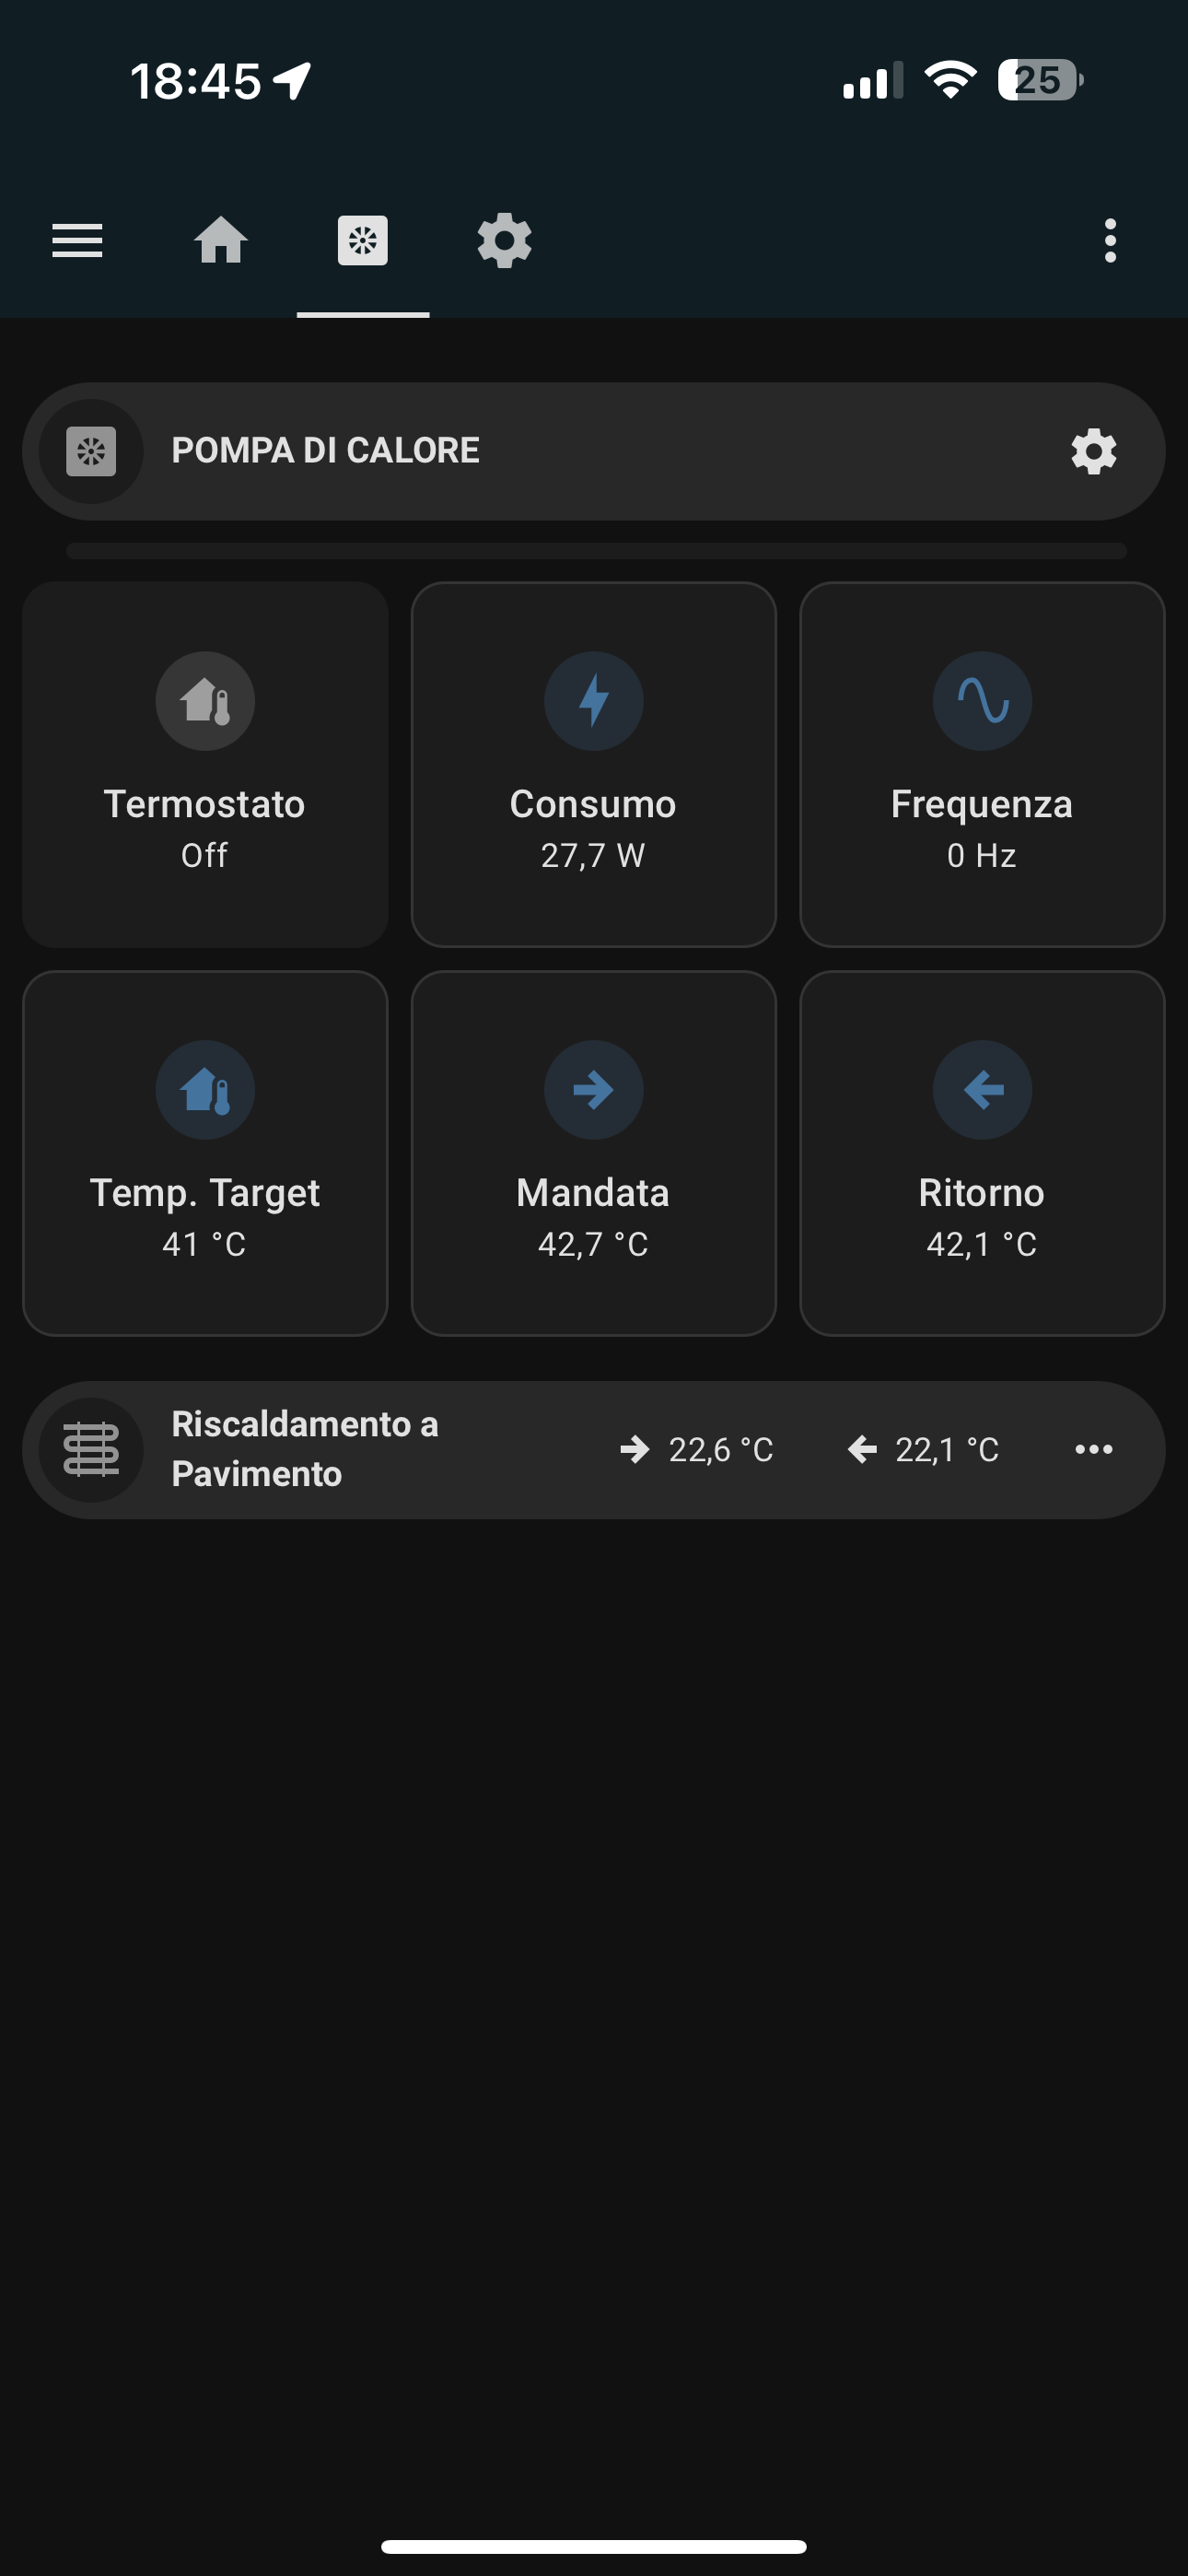 18:45
25
POMPA DI CALORE
Termostato
Off
Consumo
27,7 W
Frequenza
0 Hz
Temp. Target
41 °C
Mandata
42,7 °C
Ritorno
42,1 °C
Riscaldamento a
Pavimento
22,6 °C
22,1 °C